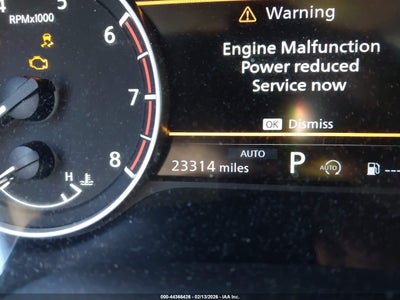 4
5
RPMx1000
6
7
8
H
Warning
Engine Malfunction
Power reduced
Service now
OK Dismiss
AUTO
23314 miles
P
AUTO
---
000-44366426 - 02/13/2026 - IAA Inc.